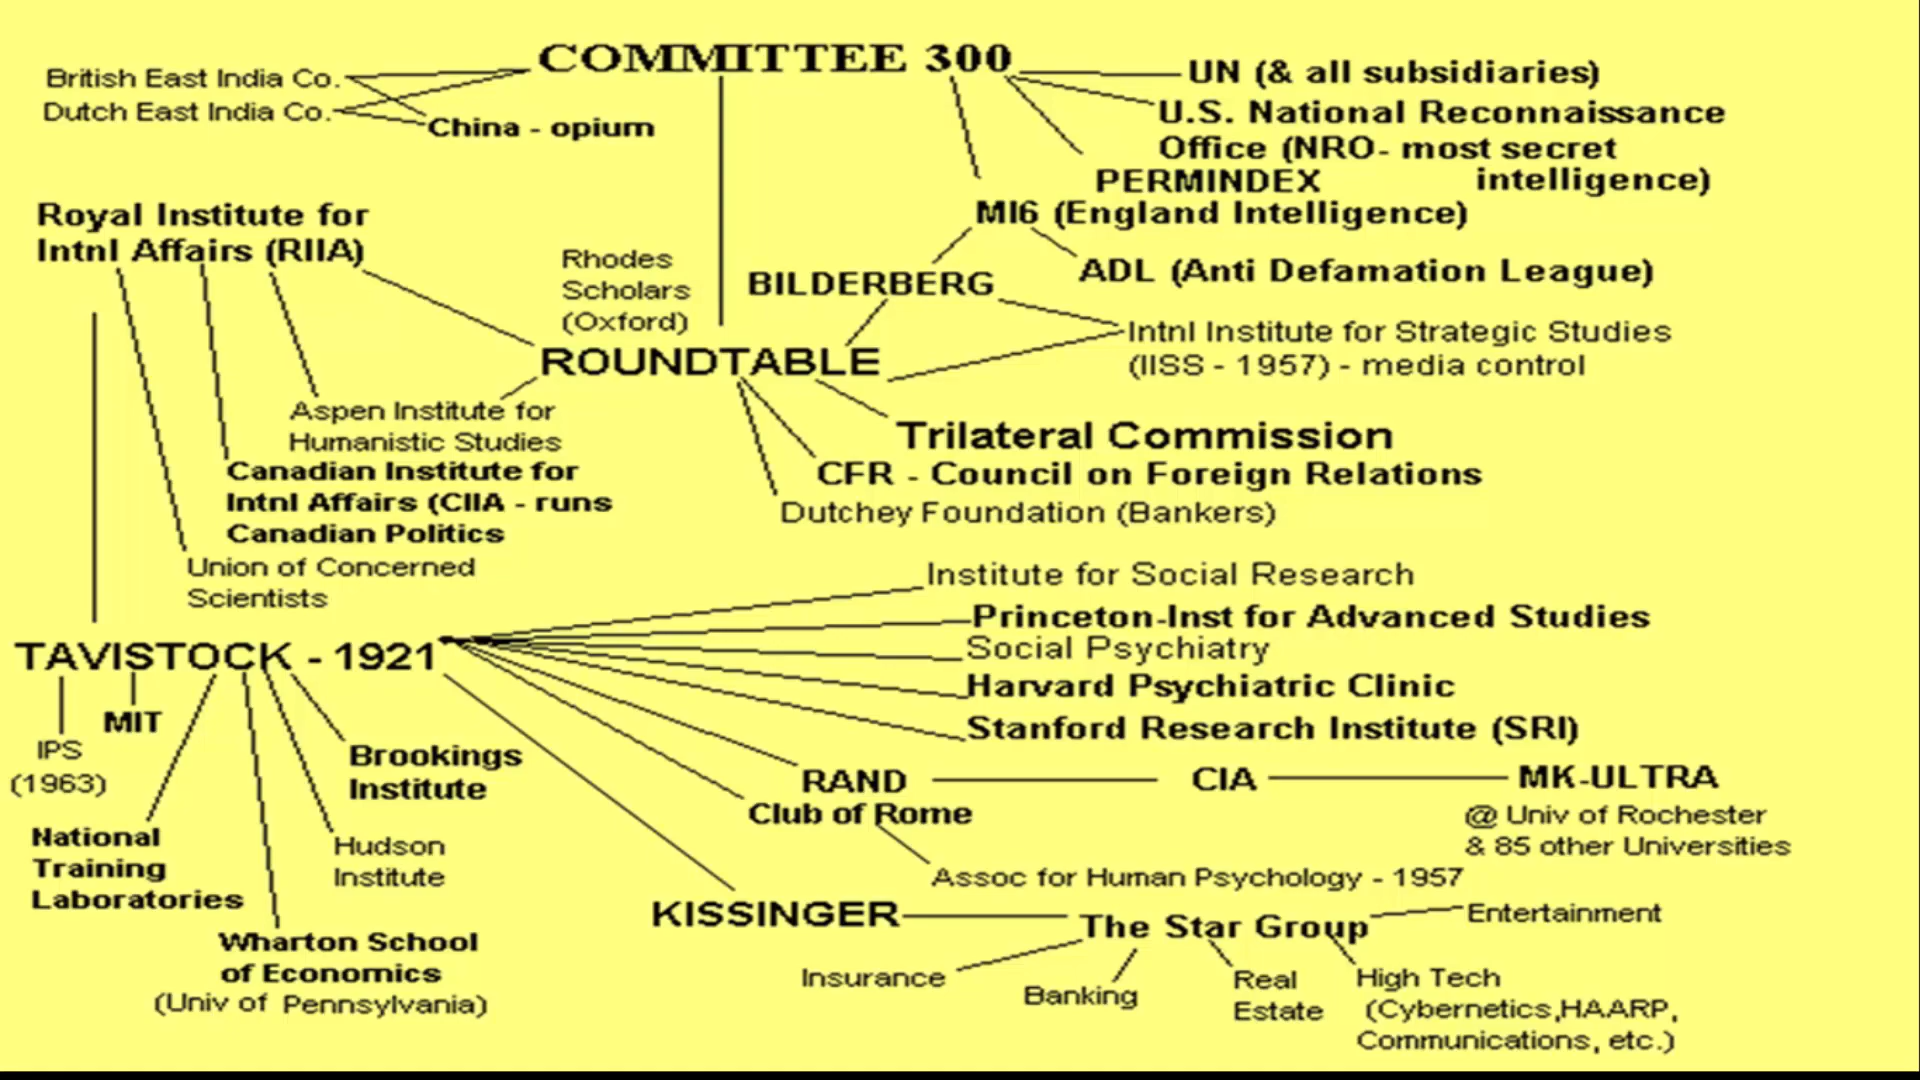 COMMITTEE 300
British East India Co.
Dutch East India Co.
China - opium
UN (& all subsidiaries)
U.S. National Reconnaissance
Office (NRO- most secret
intelligence)
PERMINDEX
MI6 (England Intelligence)
ADL (Anti Defamation League)
Royal Institute for
Intnl Affairs (RIIA)
Rhodes
Scholars
(Oxford)
BILDERBERG
Intnl Institute for Strategic Studies
(IISS - 1957) - media control
ROUNDTABLE
Aspen Institute for
Humanistic Studies
Canadian Institute for
Intnl Affairs (CIIA - runs
Canadian Politics
Union of Concerned
Scientists
Trilateral Commission
CFR - Council on Foreign Relations
Dutchey Foundation (Bankers)
TAVISTOCK - 1921
Institute for Social Research
Princeton-Inst for Advanced Studies
Social Psychiatry
Harvard Psychiatric Clinic
Stanford Research Institute (SRI)
RAND
CIA
MK-ULTRA
@ Univ of Rochester
& 85 other Universities
Club of Rome
Assoc for Human Psychology - 1957
MIT
IPS
(1963)
Brookings
Institute
National
Training
Laboratories
Hudson
Institute
Wharton School
of Economics
(Univ of Pennsylvania)
KISSINGER
The Star Group
Entertainment
Insurance
Banking
Real
Estate
High Tech
(Cybernetics,HAARP,
Communications, etc.)